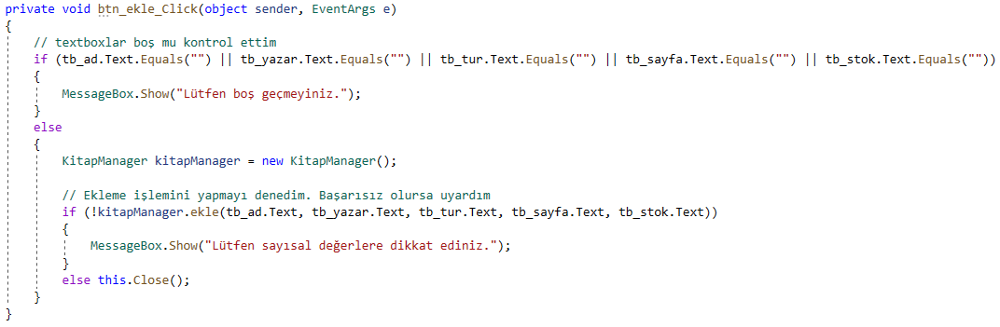 private void btn_ekle_Click(object sender, EventArgs e)
{
    // textboxlar boş mu kontrol ettim
    if (tb_ad.Text.Equals("") || tb_yazar.Text.Equals("") || tb_tur.Text.Equals("") || tb_sayfa.Text.Equals("") || tb_stok.Text.Equals(""))
    {
        MessageBox.Show("Lütfen boş geçmeyiniz.");
    }
    else
    {
        KitapManager kitapManager = new KitapManager();

        // Ekleme işlemini yapmayı denedim. Başarısız olursa uyardım
        if (!kitapManager.ekle(tb_ad.Text, tb_yazar.Text, tb_tur.Text, tb_sayfa.Text, tb_stok.Text))
        {
            MessageBox.Show("Lütfen sayısal değerlere dikkat ediniz.");
        }
        else this.Close();
    }
}